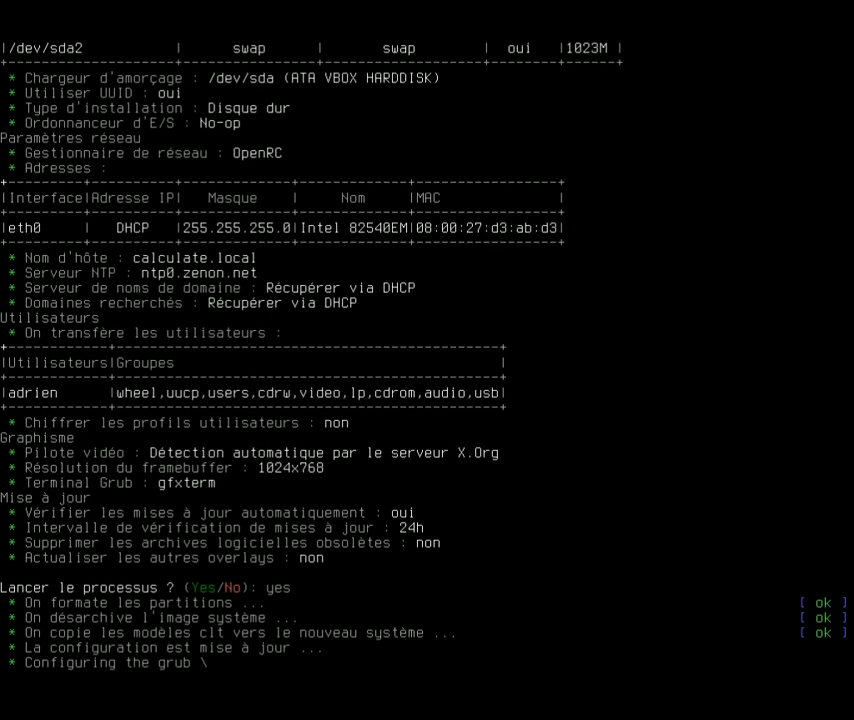 |/dev/sda2           |      swap      |       swap        |  oui   |1023M |
+--------------------+----------------+-------------------+--------+------+
 * Chargeur d'amorçage : /dev/sda (ATA VBOX HARDDISK)
 * Utiliser UUID : oui
 * Type d'installation : Disque dur
 * Ordonnanceur d'E/S : No-op
Paramètres réseau
 * Gestionnaire de réseau : OpenRC
 * Adresses :
+---------+----------+-------------+-------------+-----------------+
|Interface|Adresse IP|   Masque    |     Nom     |MAC              |
+---------+----------+-------------+-------------+-----------------+
|eth0     |   DHCP   |255.255.255.0|Intel 82540EM|08:00:27:d3:ab:d3|
+---------+----------+-------------+-------------+-----------------+
 * Nom d'hôte : calculate.local
 * Serveur NTP : ntp0.zenon.net
 * Serveur de noms de domaine : Récupérer via DHCP
 * Domaines recherchés : Récupérer via DHCP
Utilisateurs
 * On transfère les utilisateurs :
+------------+----------------------------------------------+
|Utilisateurs|Groupes                                       |
+------------+----------------------------------------------+
|adrien      |wheel,uucp,users,cdrw,video,lp,cdrom,audio,usb|
+------------+----------------------------------------------+
 * Chiffrer les profils utilisateurs : non
Graphisme
 * Pilote vidéo : Détection automatique par le serveur X.Org
 * Résolution du framebuffer : 1024x768
 * Terminal Grub : gfxterm
Mise à jour
 * Vérifier les mises à jour automatiquement : oui
 * Intervalle de vérification de mises à jour : 24h
 * Supprimer les archives logicielles obsolètes : non
 * Actualiser les autres overlays : non
Lancer le processus ? (Yes/No): yes
 * On formate les partitions ... [ ok ]
 * On désarchive l'image système ... [ ok ]
 * On copie les modèles clt vers le nouveau système ... [ ok ]
 * La configuration est mise à jour ...
 * Configuring the grub \